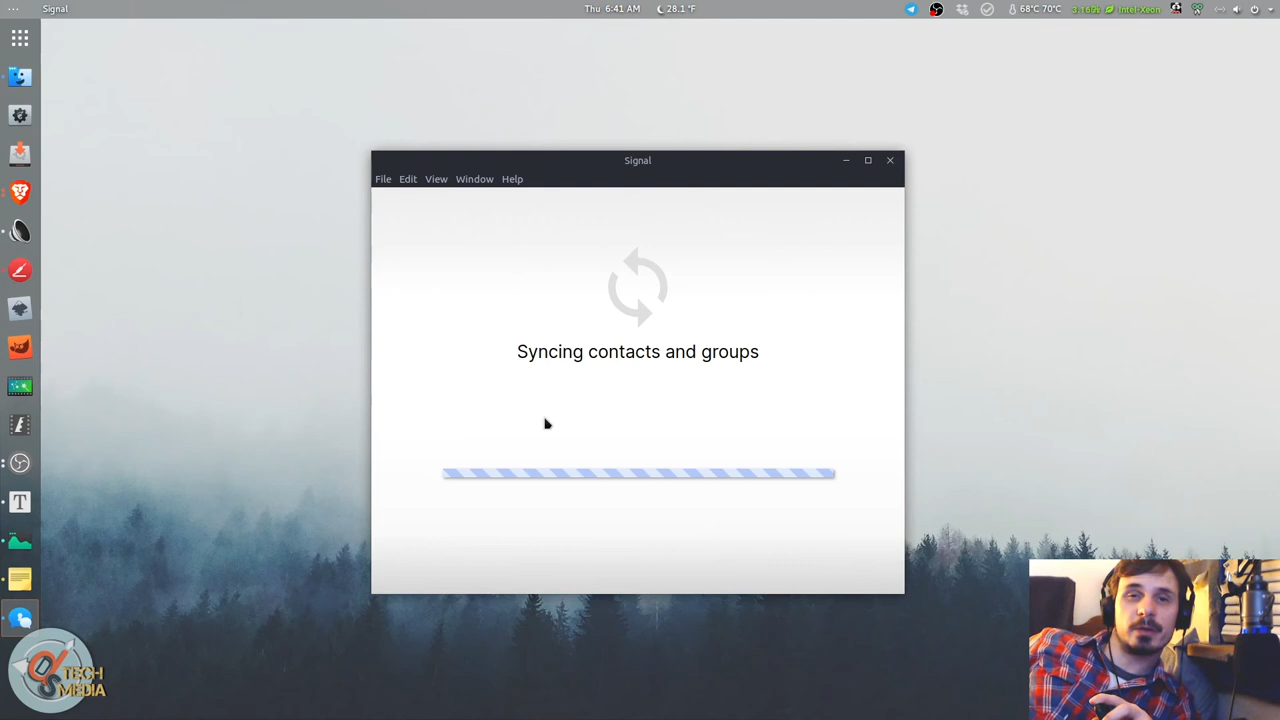 Signal
Thu 6:41 AM
28.1 °F
68°C 70°C
Intel-Xeon
Signal
File Edit View Window Help
Syncing contacts and groups
T
TECH
MEDIA